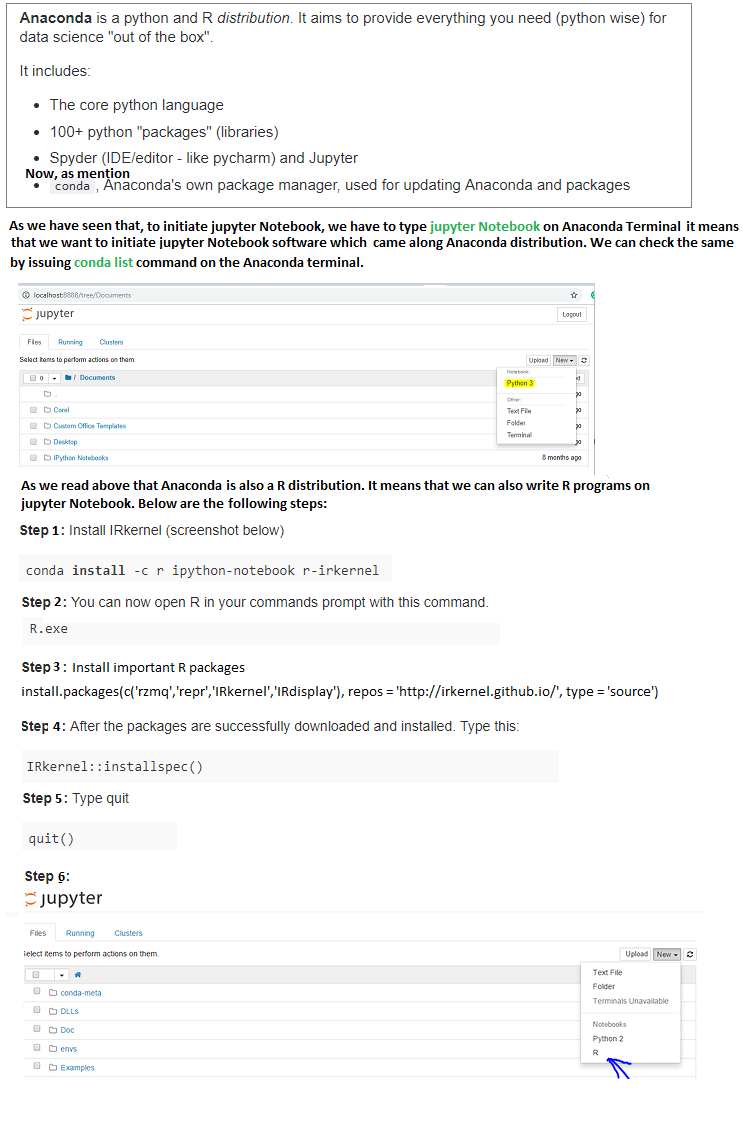 Anaconda is a python and R distribution. It aims to provide everything you need (python wise) for
data science "out of the box".
It includes:
• The core python language
• 100+ python "packages" (libraries)
• Spyder (IDE/editor - like pycharm) and Jupyter
Now, as mention
• conda , Anaconda's own package manager, used for updating Anaconda and packages
As we have seen that, to initiate jupyter Notebook, we have to type jupyter Notebook on Anaconda Terminal it means
that we want to initiate jupyter Notebook software which came along Anaconda distribution. We can check the same
by issuing conda list command on the Anaconda terminal.
localhost:8888/tree/Documents
jupyter
Logout
Files Running Clusters
Select items to perform actions on them.
Upload New
0 / Documents
Notebook:
Python 3
Other:
Text File
Folder
Terminal
..
Corel
Custom Office Templates
Desktop
IPython Notebooks
8 months ago
As we read above that Anaconda is also a R distribution. It means that we can also write R programs on
jupyter Notebook. Below are the following steps:
Step 1: Install IRkernel (screenshot below)
conda install -c r ipython-notebook r-irkernel
Step 2: You can now open R in your commands prompt with this command.
R.exe
Step 3 : Install important R packages
install.packages(c('rzmq','repr','IRkernel','IRdisplay'), repos = 'http://irkernel.github.io/', type = 'source')
Step 4: After the packages are successfully downloaded and installed. Type this:
IRkernel::installspec()
Step 5: Type quit
quit()
Step 6:
jupyter
Files Running Clusters
elect items to perform actions on them.
Upload New
Text File
Folder
Terminals Unavailable
Notebooks
Python 2
R
conda-meta
DLLs
Doc
envs
Examples